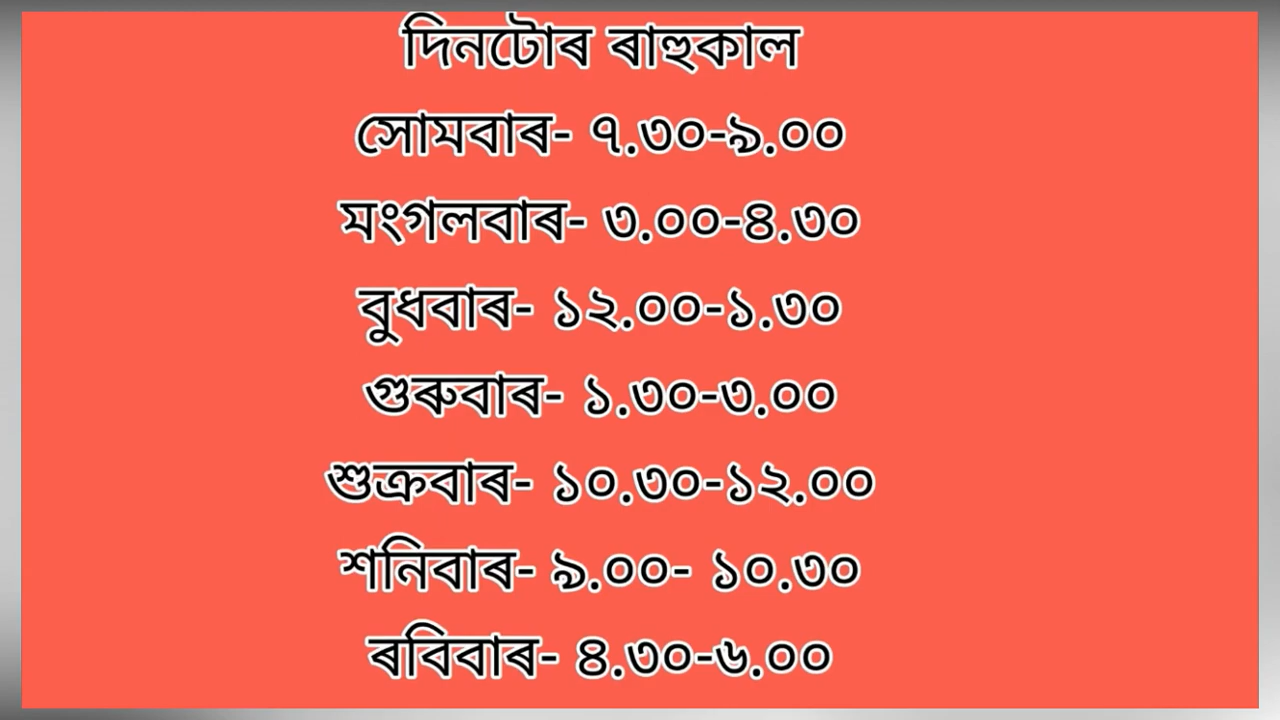 দিনটোৰ ৰাহুকাল
সোমবাৰ- ৭.৩০-৯.০০
মংগলবাৰ- ৩.০০-৪.৩০
বুধবাৰ- ১২.০০-১.৩০
গুৰুবাৰ- ১.৩০-৩.০০
শুক্ৰবাৰ- ১০.৩০-১২.০০
শনিবাৰ- ৯.০০- ১০.৩০
ৰবিবাৰ- ৪.৩০-৬.০০